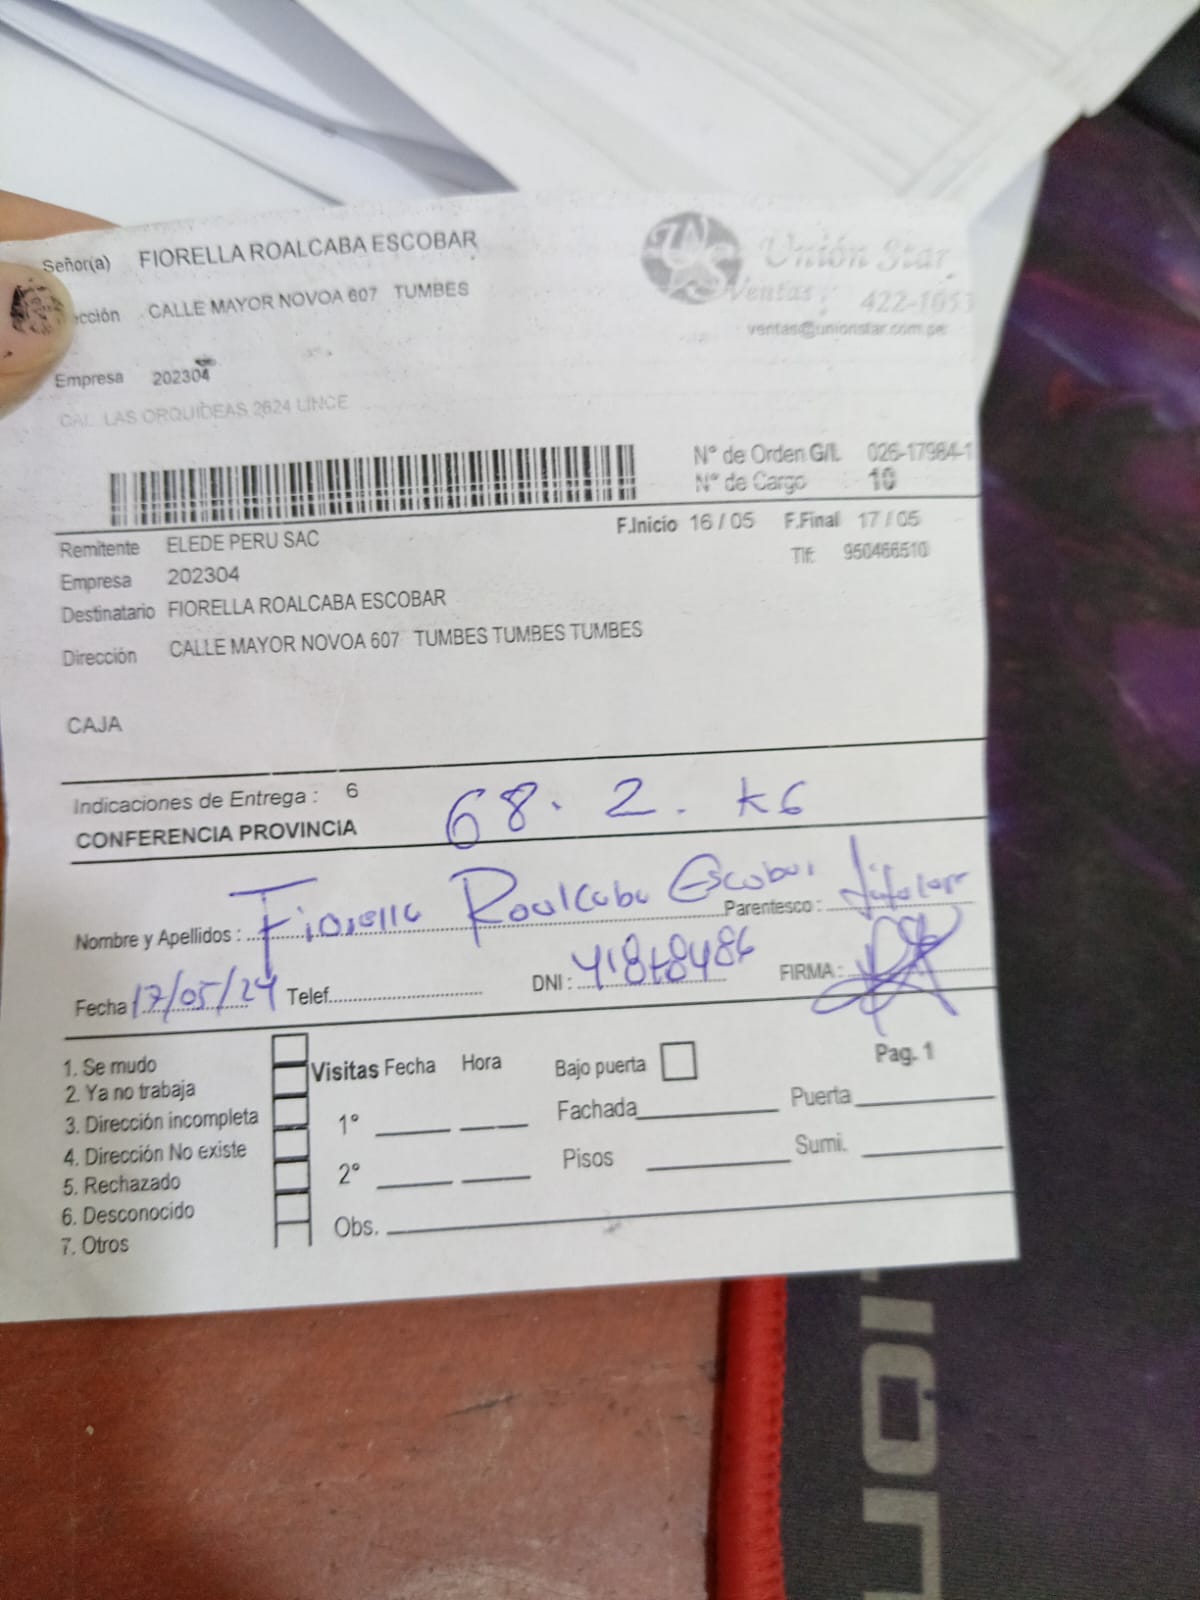 Señor(a) FIORELLA ROALCABA ESCOBAR
Unión Star
ección CALLE MAYOR NOVOA 607 TUMBES
Ventas: 422-1053
ventas@unionstar.com.pe
Empresa 202304
CAL. LAS ORQUIDEAS 2624 LINCE
N° de Orden G/L 026-17984-1
N° de Cargo 10
F.Inicio 16 / 05 F.Final 17 / 05
Remitente ELEDE PERU SAC
Tlf: 950466510
Empresa 202304
Destinatario FIORELLA ROALCABA ESCOBAR
Dirección CALLE MAYOR NOVOA 607 TUMBES TUMBES TUMBES
CAJA
Indicaciones de Entrega : 6
68.2. KG
CONFERENCIA PROVINCIA
Nombre y Apellidos : Fiorella Roalcaba Escobar Parentesco : titular
Fecha 17/05/24 Telef. DNI : FIRMA :
1. Se mudo
2. Ya no trabaja
3. Dirección incompleta
4. Dirección No existe
5. Rechazado
6. Desconocido
7. Otros
Visitas Fecha Hora
1°
2°
Obs.
Bajo puerta
Pag. 1
Fachada Puerta
Pisos Sumi.